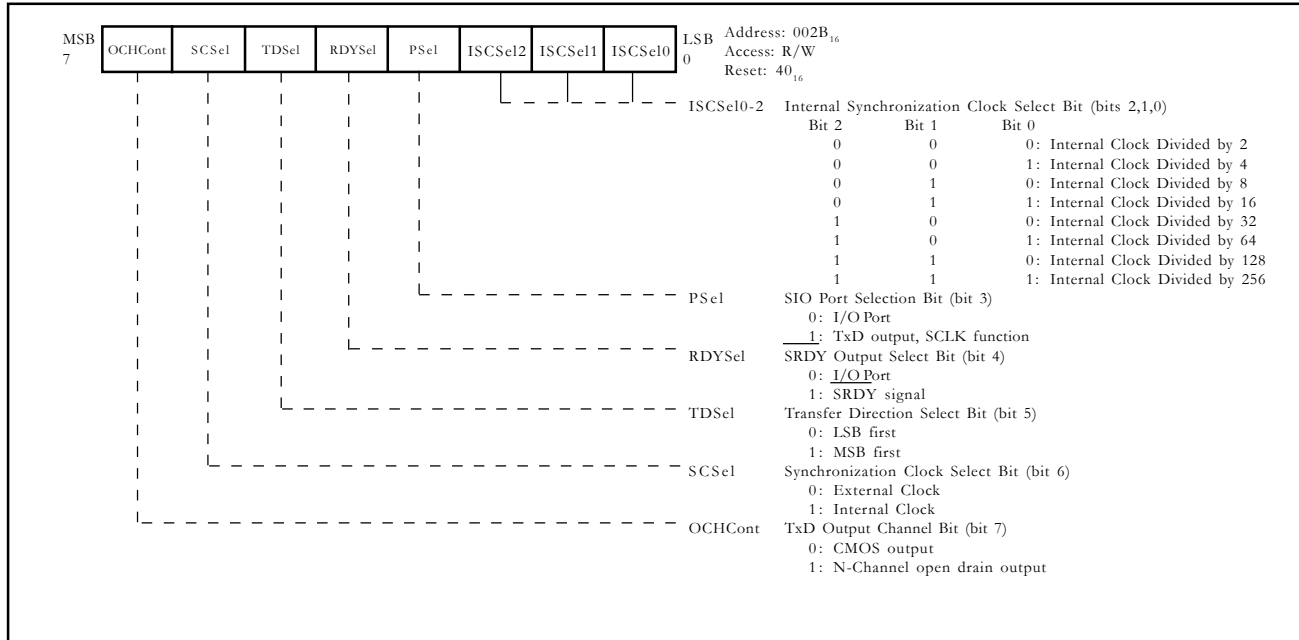 MSB OCHCont SCSel TDSel RDYSel PSel ISCSel2 ISCSel1 ISCSel0 LSB
7 0
Address: 002B₁₆
Access: R/W
Reset: 40₁₆
ISCSel0-2 Internal Synchronization Clock Select Bit (bits 2,1,0)
Bit 2 Bit 1 Bit 0
0 0 0: Internal Clock Divided by 2
0 0 1: Internal Clock Divided by 4
0 1 0: Internal Clock Divided by 8
0 1 1: Internal Clock Divided by 16
1 0 0: Internal Clock Divided by 32
1 0 1: Internal Clock Divided by 64
1 1 0: Internal Clock Divided by 128
1 1 1: Internal Clock Divided by 256
PSel SIO Port Selection Bit (bit 3)
0: I/O Port
1: TxD output, SCLK function
RDYSel SRDY Output Select Bit (bit 4)
0: I/O Port
1: SRDY signal
TDSel Transfer Direction Select Bit (bit 5)
0: LSB first
1: MSB first
SCSel Synchronization Clock Select Bit (bit 6)
0: External Clock
1: Internal Clock
OCHCont TxD Output Channel Bit (bit 7)
0: CMOS output
1: N-Channel open drain output